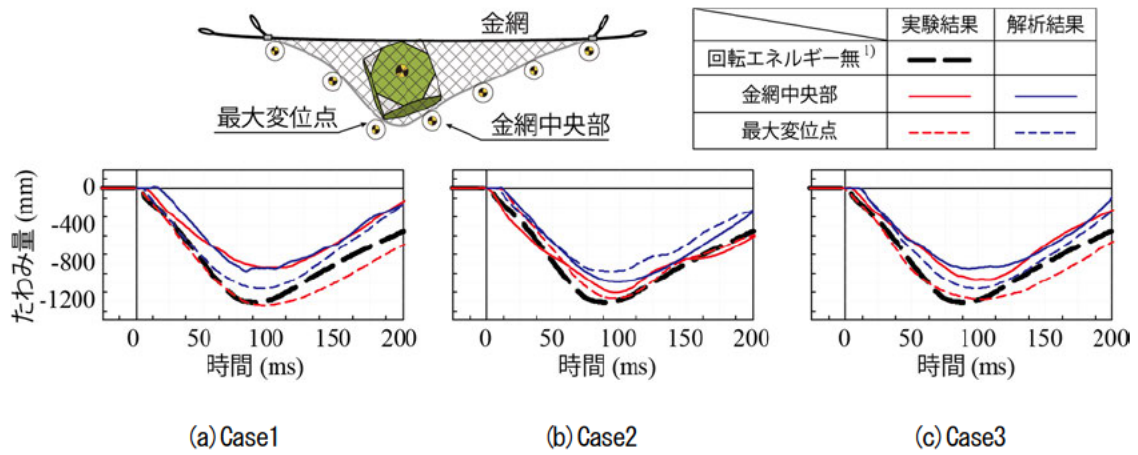 金網
最大変位点
金網中央部
実験結果 解析結果
回転エネルギー無 1)
金網中央部
最大変位点
たわみ量 (mm)
0
-400
-800
-1200
0 50 100 150 200
時間 (ms)
0 50 100 150 200
時間 (ms)
0 50 100 150 200
時間 (ms)
(a) Case1
(b) Case2
(c) Case3